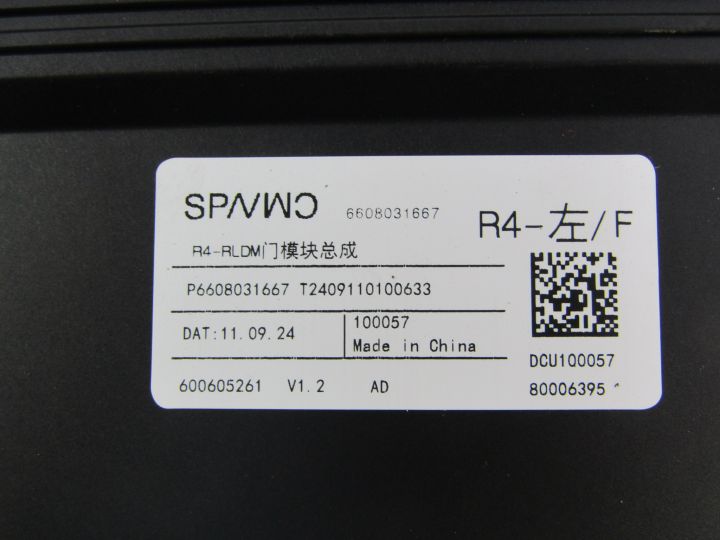 SPΛΛWO 6608031667
R4-左/F
R4-RLDM门模块总成
P6608031667 T2409110100633
DAT:11.09.24
100057
Made in China
DCU100057
600605261 V1.2 AD
80006395